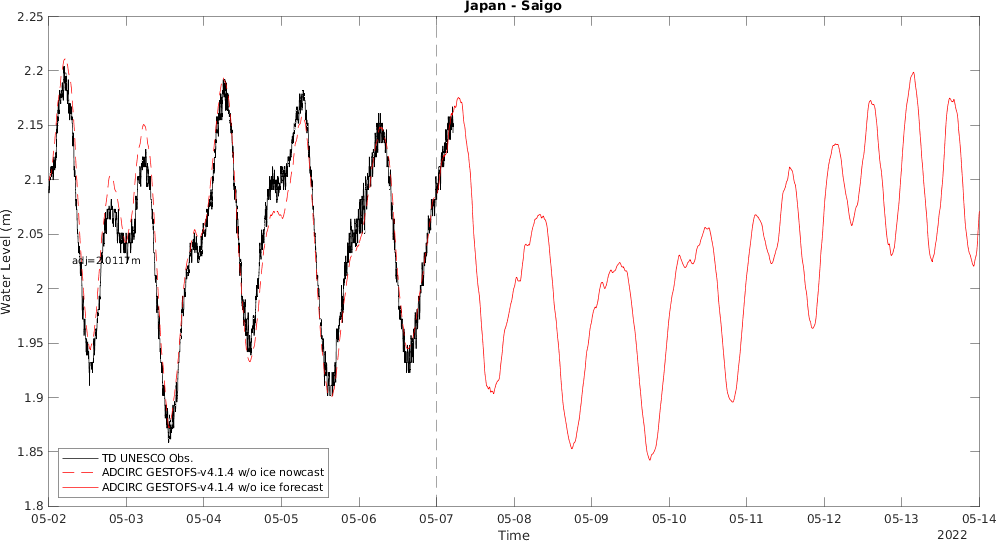 Japan - Saigo
2.25
2.2
2.15
2.1
2.05
2
1.95
1.9
1.85
1.8
Water Level (m)
adj=2.0117m
TD UNESCO Obs.
ADCIRC GESTOFS-v4.1.4 w/o ice nowcast
ADCIRC GESTOFS-v4.1.4 w/o ice forecast
05-02 05-03 05-04 05-05 05-06 05-07 05-08 05-09 05-10 05-11 05-12 05-13 05-14
Time
2022